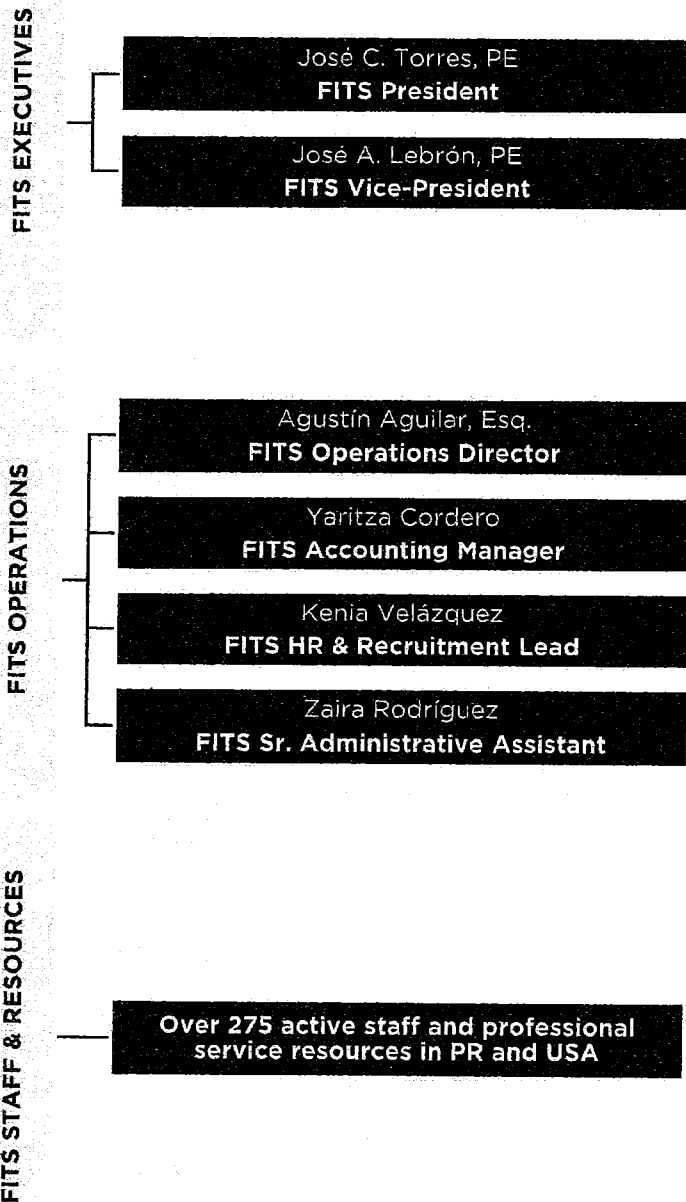 FITS EXECUTIVES
José C. Torres, PE
FITS President
José A. Lebrón, PE
FITS Vice-President
FITS OPERATIONS
Agustín Aguilar, Esq.
FITS Operations Director
Yaritza Cordero
FITS Accounting Manager
Kenia Velázquez
FITS HR & Recruitment Lead
Zaira Rodríguez
FITS Sr. Administrative Assistant
FITS STAFF & RESOURCES
Over 275 active staff and professional
service resources in PR and USA